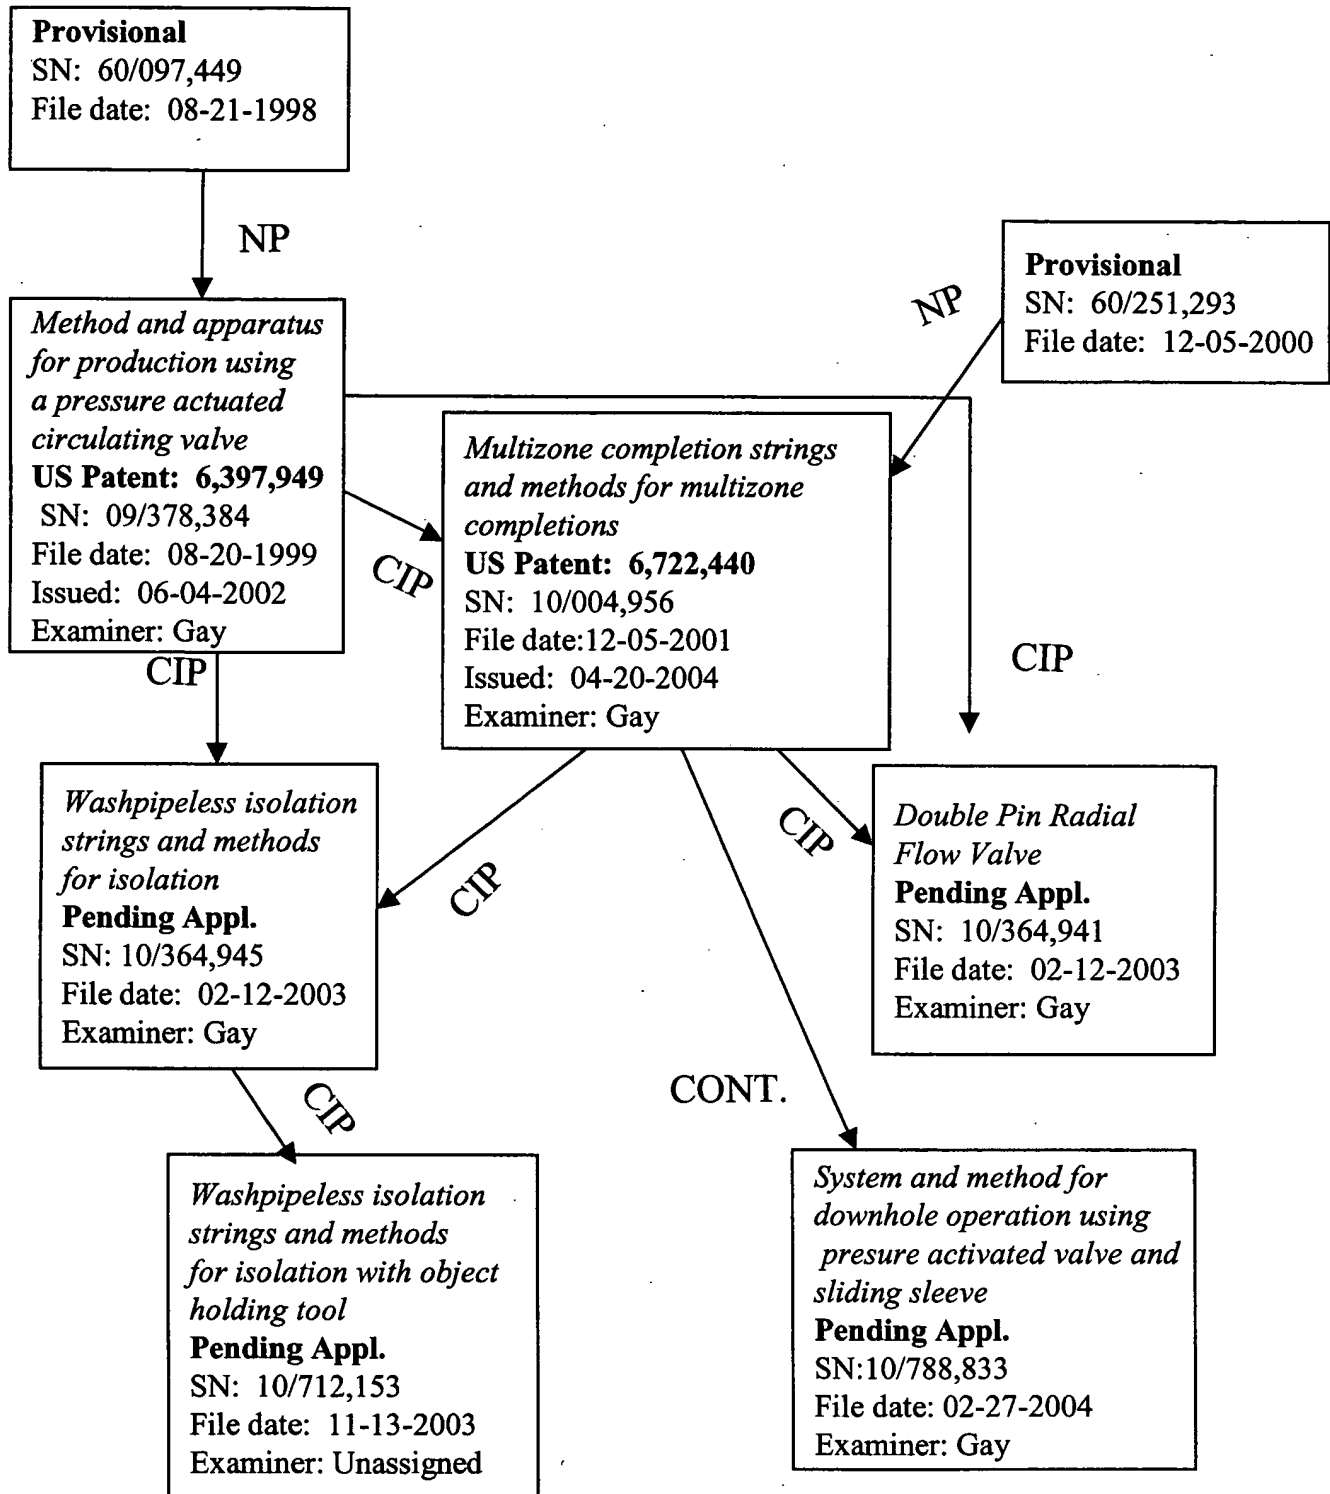 Provisional
SN: 60/097,449
File date: 08-21-1998
NP
Provisional
SN: 60/251,293
File date: 12-05-2000
NP
Method and apparatus
for production using
a pressure actuated
circulating valve
US Patent: 6,397,949
SN: 09/378,384
File date: 08-20-1999
Issued: 06-04-2002
Examiner: Gay
CIP
Multizone completion strings
and methods for multizone
completions
US Patent: 6,722,440
SN: 10/004,956
File date:12-05-2001
Issued: 04-20-2004
Examiner: Gay
CIP
CIP
Washpipeless isolation
strings and methods
for isolation
Pending Appl.
SN: 10/364,945
File date: 02-12-2003
Examiner: Gay
CIP
CIP
Double Pin Radial
Flow Valve
Pending Appl.
SN: 10/364,941
File date: 02-12-2003
Examiner: Gay
CIP
CONT.
Washpipeless isolation
strings and methods
for isolation with object
holding tool
Pending Appl.
SN: 10/712,153
File date: 11-13-2003
Examiner: Unassigned
System and method for
downhole operation using
presure activated valve and
sliding sleeve
Pending Appl.
SN:10/788,833
File date: 02-27-2004
Examiner: Gay